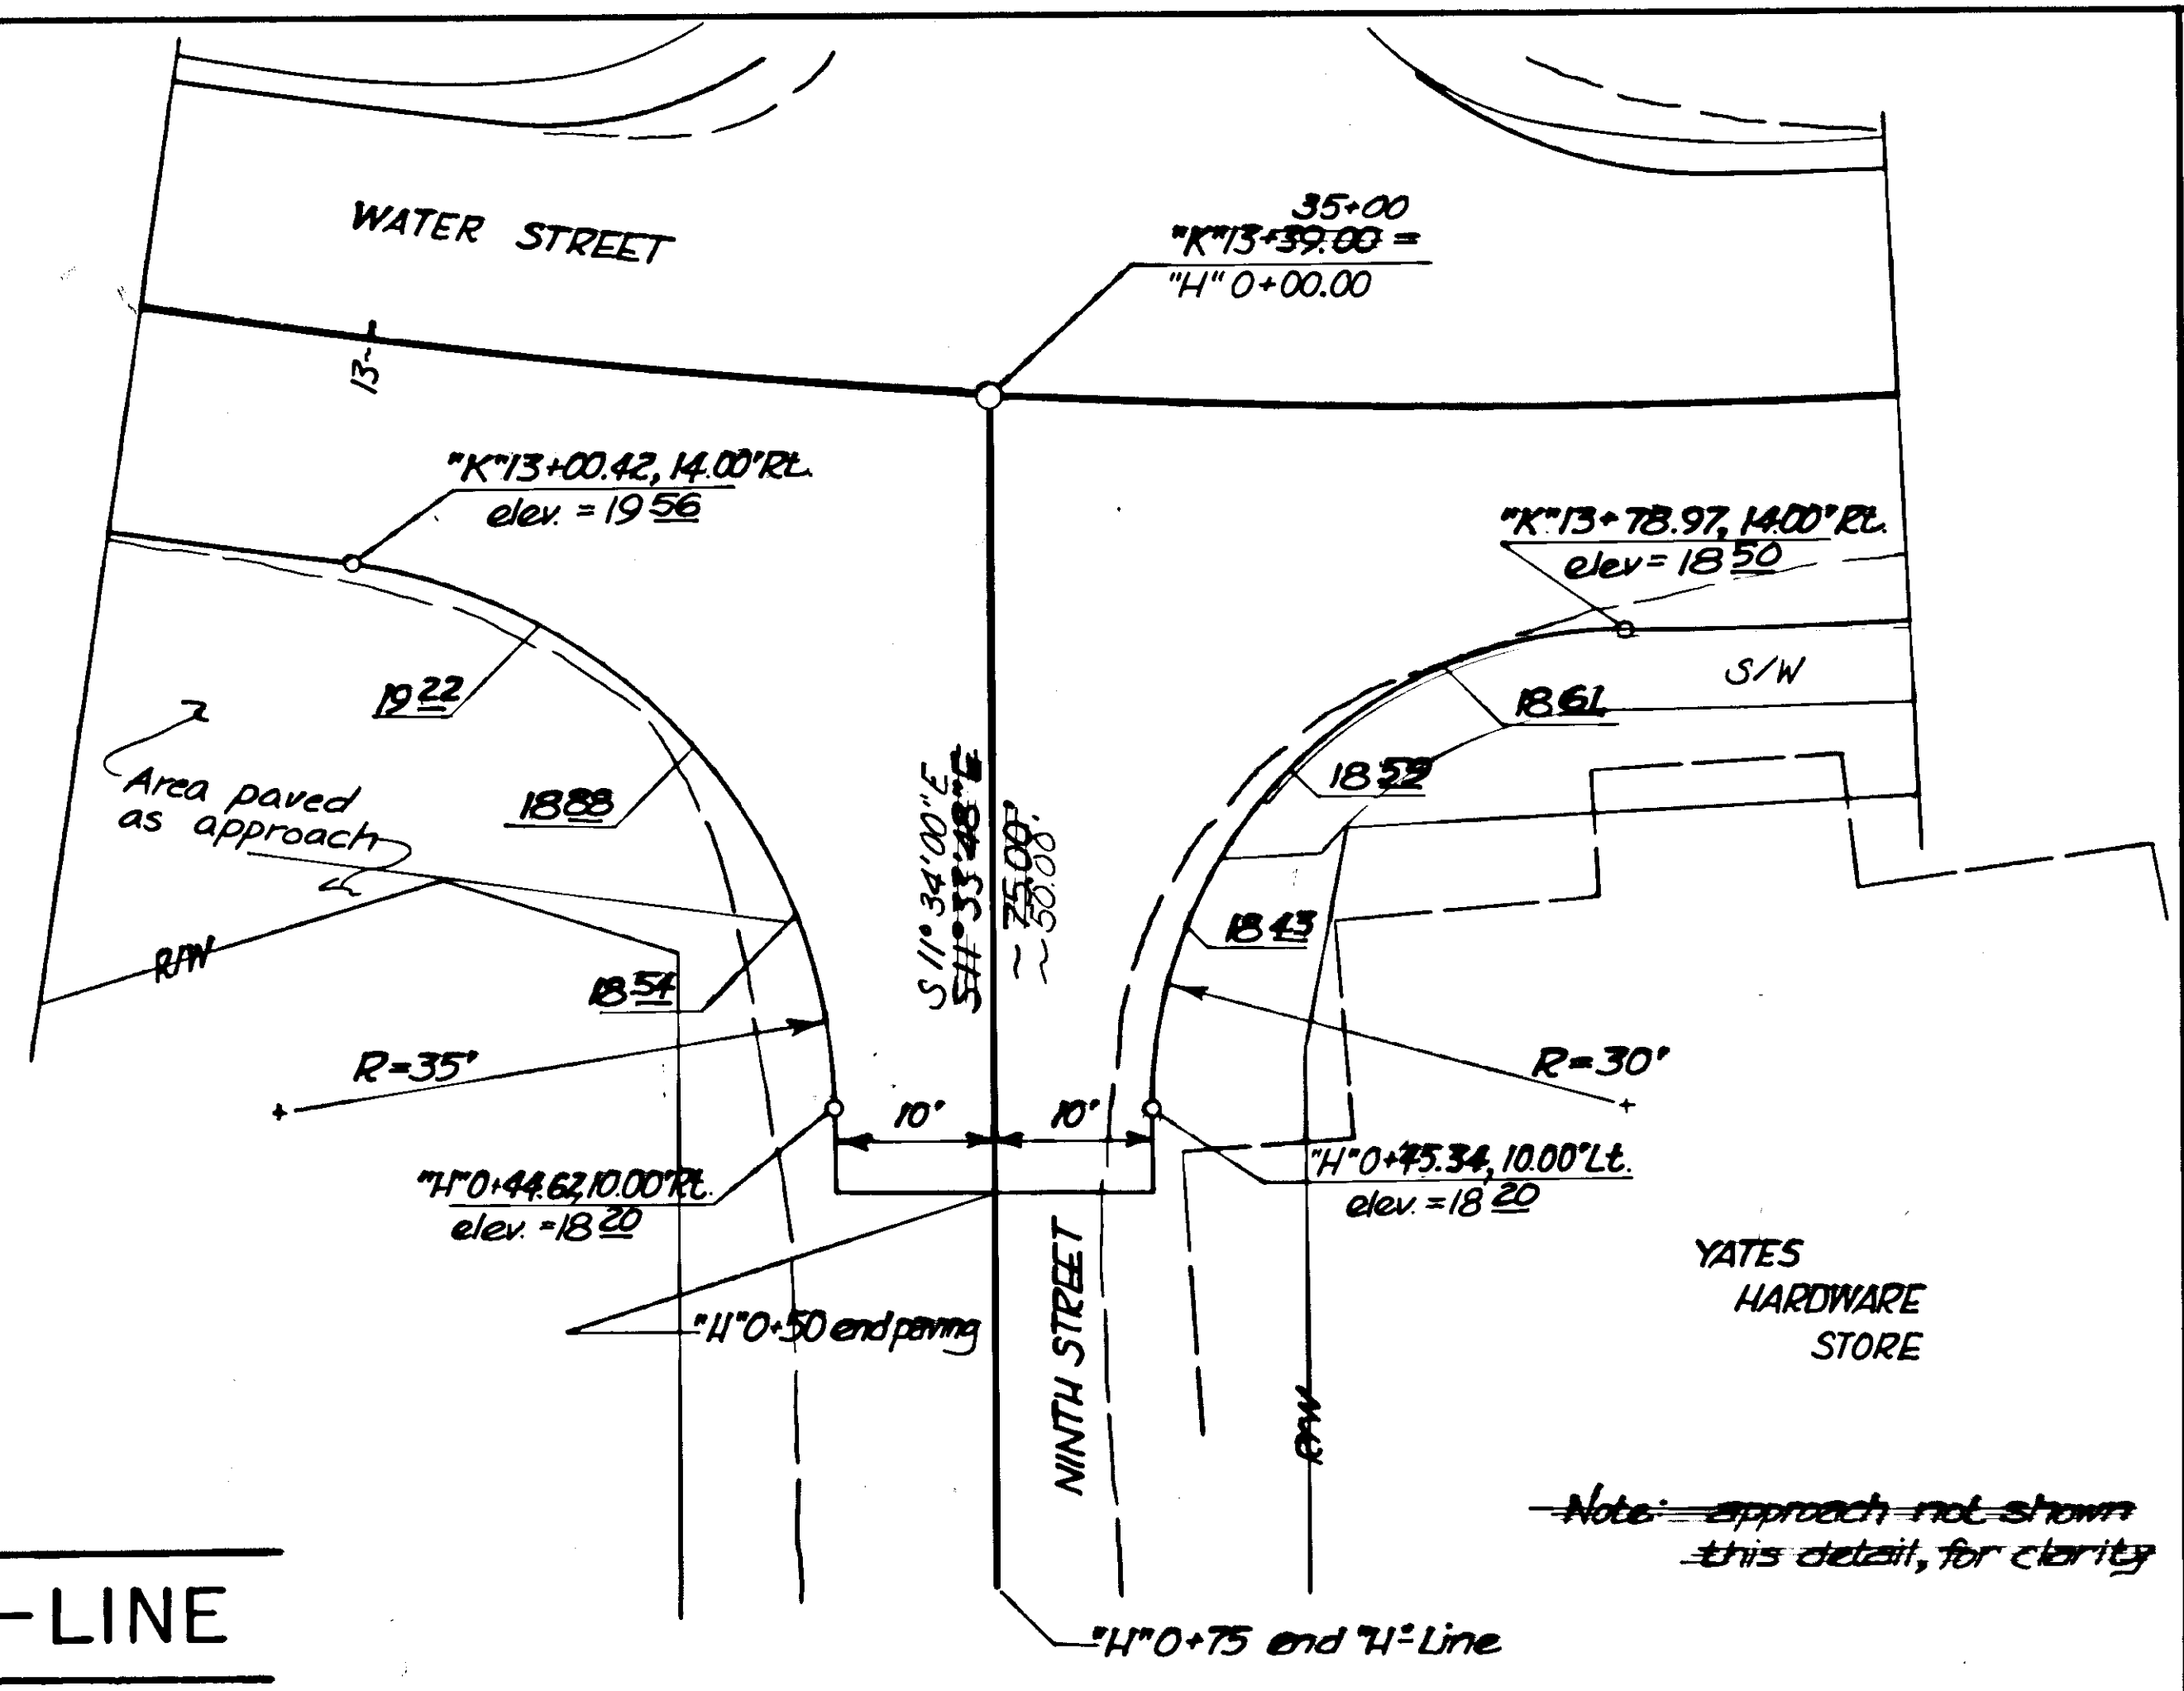 WATER STREET
35+00
"K"13+39.00 =
"H" 0+00.00
13
"K"13+00.42, 14.00'Rt.
elev. = 19 56
"K"13+78.97, 14.00'Rt.
elev = 18 50
S/W
19 22
18 61
18 59
18 88
Area paved
as approach
S 11° 34' 00" E
S 11° 33' 48" E
~ 75.00'
~ 50.00'
18 43
R/W
18 54
R=35'
R=30'
10'
10'
"H"0+44.62, 10.00'Rt.
elev. = 18 20
"H"0+45.34, 10.00'Lt.
elev. = 18 20
NINTH STREET
YATES
HARDWARE
STORE
"H"0+50 end paving
R/W
Note: approach not shown
this detail, for clarity
-LINE
"H"0+75 end "H"-Line